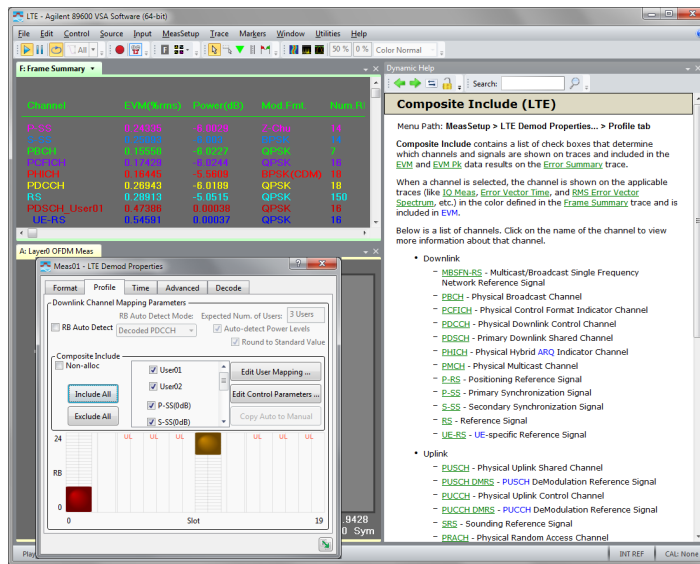 LTE - Agilent 89600 VSA Software (64-bit)
File Edit Control Source Input MeasSetup Trace Markers Window Utilities Help
All 50 % 0 % Color Normal
F: Frame Summary
Channel EVM(%rms) Power(dB) Mod.Fmt. Num.R
P-SS
S-SS
PBCH 0.15558 -6.0227 QPSK 7
PCFICH 0.17429 -6.0244 QPSK 16
PHICH 0.16445 -5.5609 BPSK(CDM) 18
PDCCH 0.26943 -6.0189 QPSK 18
RS 0.28913 -5.0515 QPSK 150
PDSCH_User01 0.47386 0.00038 QPSK 16
UE-RS 0.54591 0.00037 QPSK 16
A: Layer0 OFDM Meas
Meas01 - LTE Demod Properties
Format Profile Time Advanced Decode
Downlink Channel Mapping Parameters
RB Auto Detect Mode: Expected Num. of Users: 3 Users
RB Auto Detect Decoded PDCCH Auto-detect Power Levels
Round to Standard Value
Composite Include
Non-alloc
User01
User02
P-SS(0dB)
S-SS(0dB)
Include All
Exclude All
Edit User Mapping ...
Edit Control Parameters ...
Copy Auto to Manual
24 UL UL UL UL UL UL
RB
0
0 Slot 19
.9428
0 Sym
Play
Dynamic Help
Search:
Composite Include (LTE)
Menu Path: MeasSetup > LTE Demod Properties... > Profile tab
Composite Include contains a list of check boxes that determine
which channels and signals are shown on traces and included in the
EVM and EVM Pk data results on the Error Summary trace.
When a channel is selected, the channel is shown on the applicable
traces (like IQ Meas, Error Vector Time, and RMS Error Vector
Spectrum, etc.) in the color defined in the Frame Summary trace and is
included in EVM.
Below is a list of channels. Click on the name of the channel to view
more information about that channel.
• Downlink
− MBSFN-RS - Multicast/Broadcast Single Frequency
Network Reference Signal
− PBCH - Physical Broadcast Channel
− PCFICH - Physical Control Format Indicator Channel
− PDCCH - Physical Downlink Control Channel
− PDSCH - Primary Downlink Shared Channel
− PHICH - Physical Hybrid ARQ Indicator Channel
− PMCH - Physical Multicast Channel
− P-RS - Positioning Reference Signal
− P-SS - Primary Synchronization Signal
− S-SS - Secondary Synchronization Signal
− RS - Reference Signal
− UE-RS - UE-specific Reference Signal
• Uplink
− PUSCH - Physical Uplink Shared Channel
− PUSCH DMRS - PUSCH DeModulation Reference Signal
− PUCCH - Physical Uplink Control Channel
− PUCCH DMRS - PUCCH DeModulation Reference Signal
− SRS - Sounding Reference Signal
− PRACH - Physical Random Access Channel
INT REF CAL: None